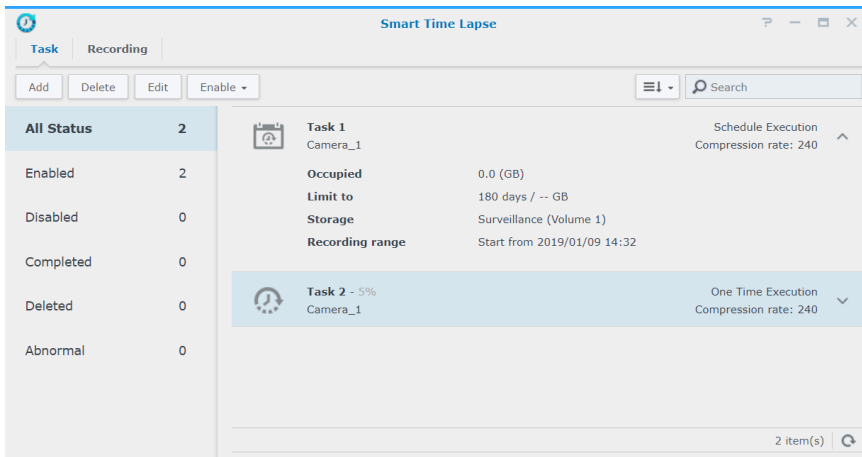 Smart Time Lapse
Task Recording
Add Delete Edit Enable
Search
All Status 2
Enabled 2
Disabled 0
Completed 0
Deleted 0
Abnormal 0
Task 1 Schedule Execution
Camera_1 Compression rate: 240
Occupied 0.0 (GB)
Limit to 180 days / -- GB
Storage Surveillance (Volume 1)
Recording range Start from 2019/01/09 14:32
Task 2 - 5% One Time Execution
Camera_1 Compression rate: 240
2 item(s)